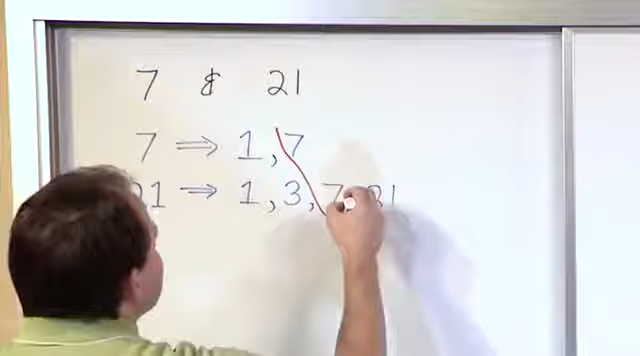 7 & 21
7 ⇒ 1, 7
21 ⇒ 1, 3, 7, 21